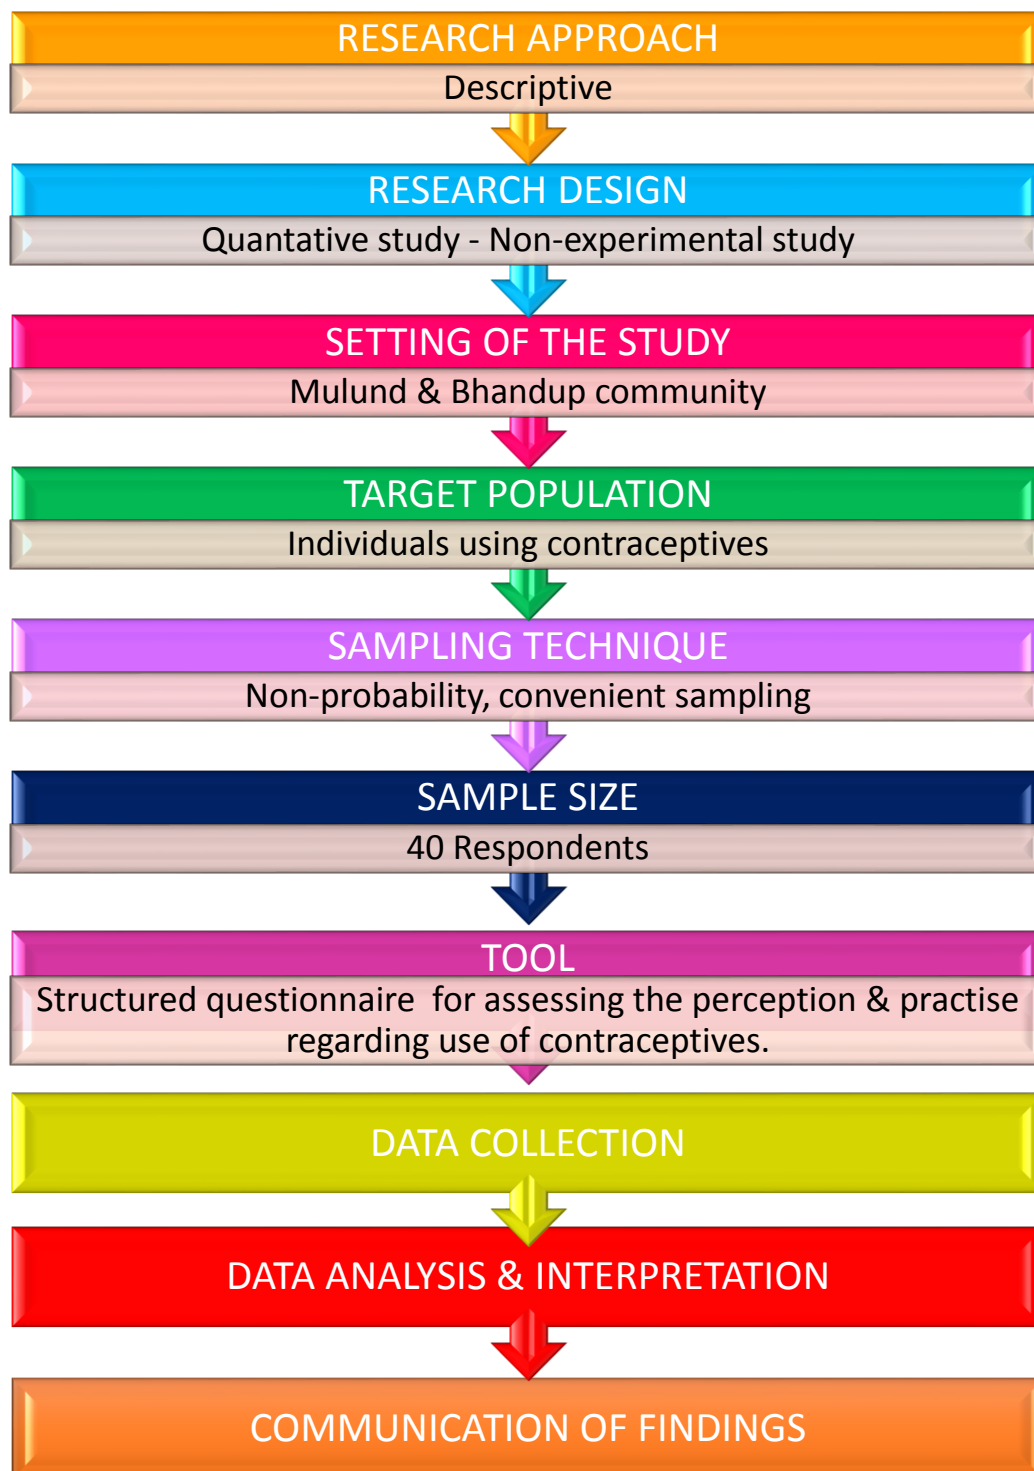 RESEARCH APPROACH
Descriptive
RESEARCH DESIGN
Quantative study - Non-experimental study
SETTING OF THE STUDY
Mulund & Bhandup community
TARGET POPULATION
Individuals using contraceptives
SAMPLING TECHNIQUE
Non-probability, convenient sampling
SAMPLE SIZE
40 Respondents
TOOL
Structured questionnaire for assessing the perception & practise
regarding use of contraceptives.
DATA COLLECTION
DATA ANALYSIS & INTERPRETATION
COMMUNICATION OF FINDINGS